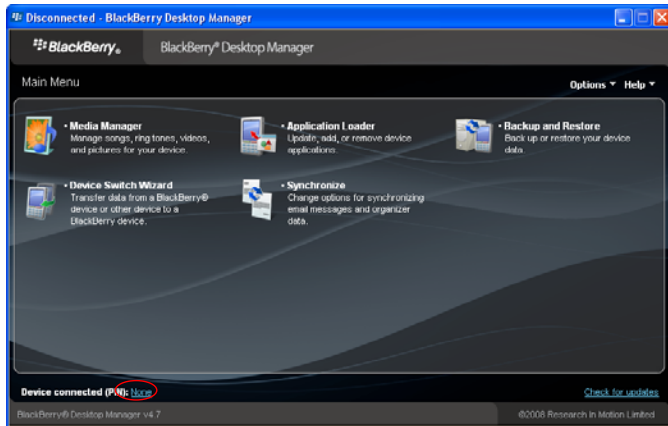 Disconnected - BlackBerry Desktop Manager
BlackBerry®
BlackBerry® Desktop Manager
Main Menu
Options
Help
• Media Manager
Manage songs, ring tones, videos,
and pictures for your device.
• Application Loader
Update, add, or remove device
applications.
• Backup and Restore
Back up or restore your device
data.
• Device Switch Wizard
Transfer data from a BlackBerry®
device or other device to a
BlackBerry device.
• Synchronize
Change options for synchronizing
email messages and organizer
data.
Device connected (PIN): None
Check for updates
BlackBerry® Desktop Manager v4.7
©2008 Research In Motion Limited